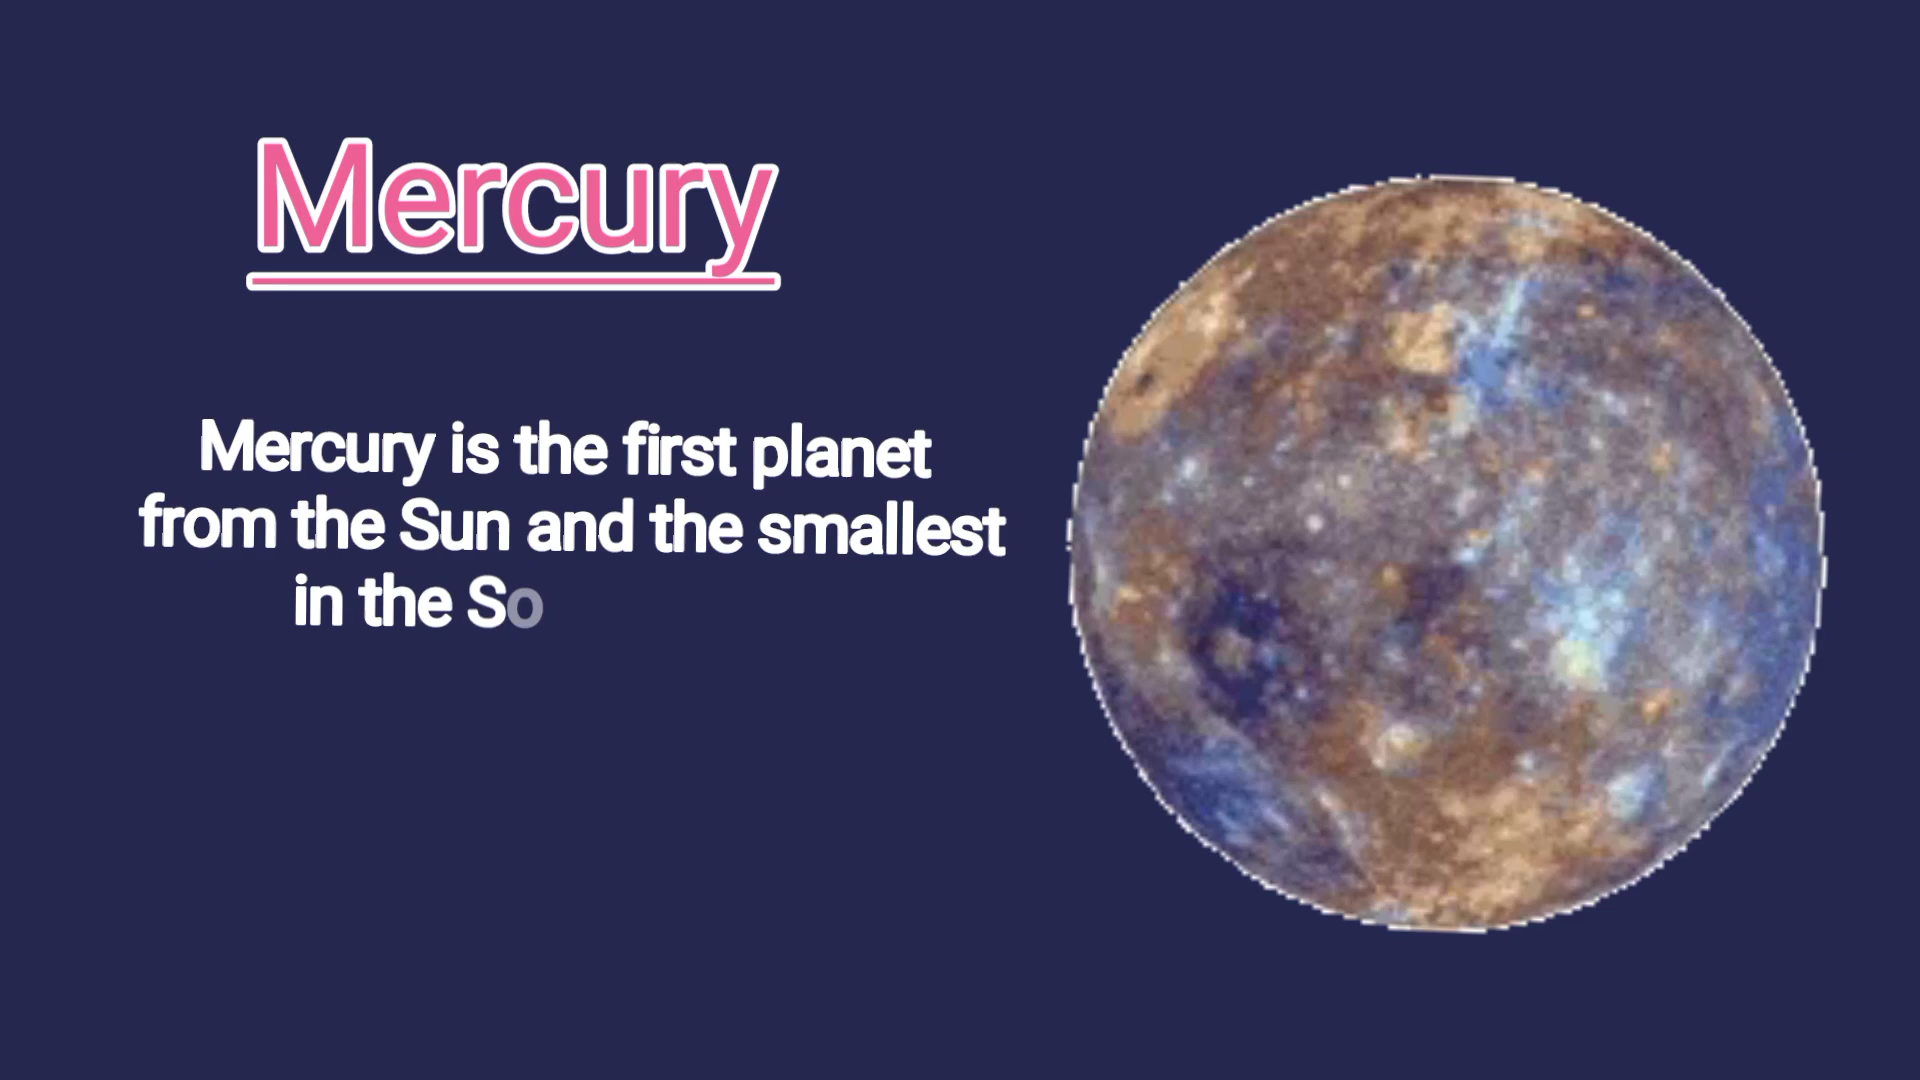 Mercury
Mercury is the first planet
from the Sun and the smallest
in the So